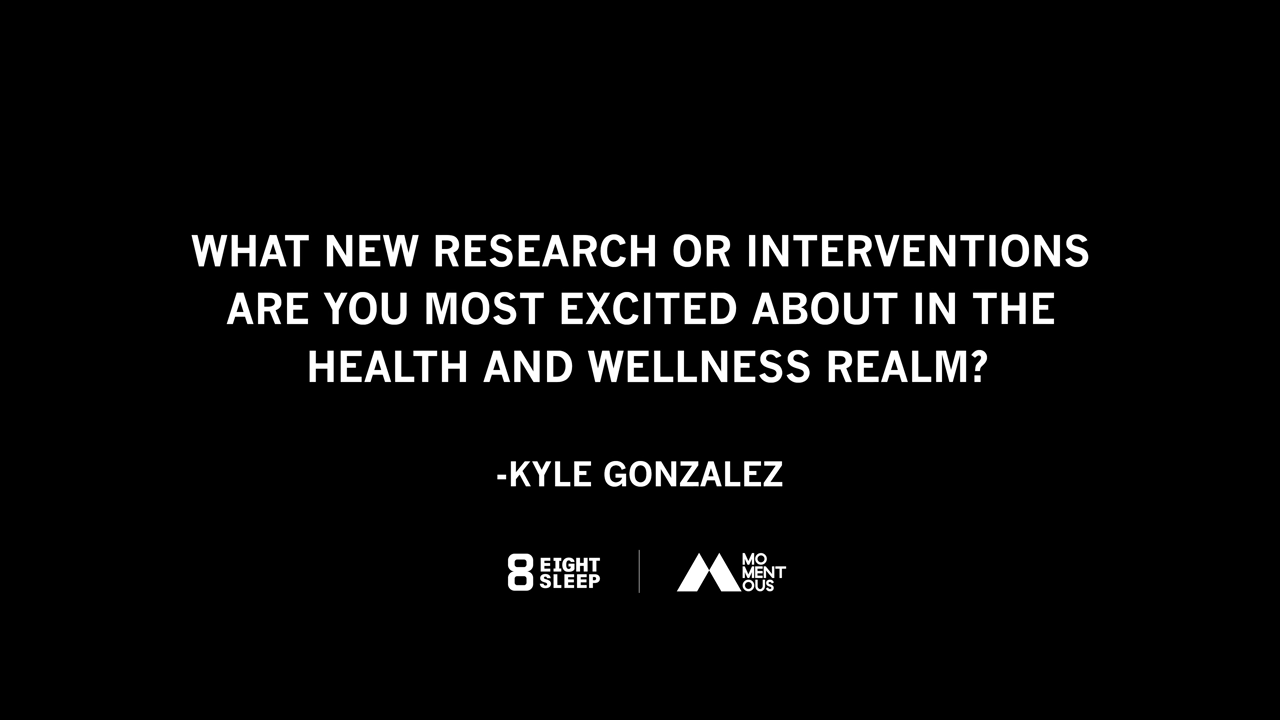 WHAT NEW RESEARCH OR INTERVENTIONS
ARE YOU MOST EXCITED ABOUT IN THE
HEALTH AND WELLNESS REALM?
-KYLE GONZALEZ
8 EIGHT
SLEEP
MO
MENT
OUS